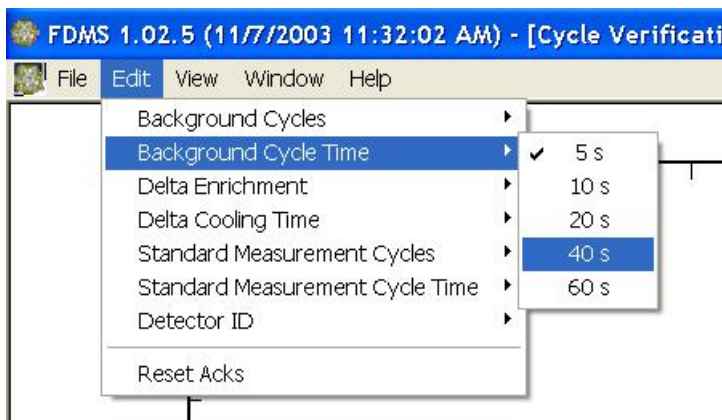 FDMS 1.02.5 (11/7/2003 11:32:02 AM) - [Cycle Verificati
File Edit View Window Help
Background Cycles
Background Cycle Time
Delta Enrichment
Delta Cooling Time
Standard Measurement Cycles
Standard Measurement Cycle Time
Detector ID
Reset Acks
5 s
10 s
20 s
40 s
60 s